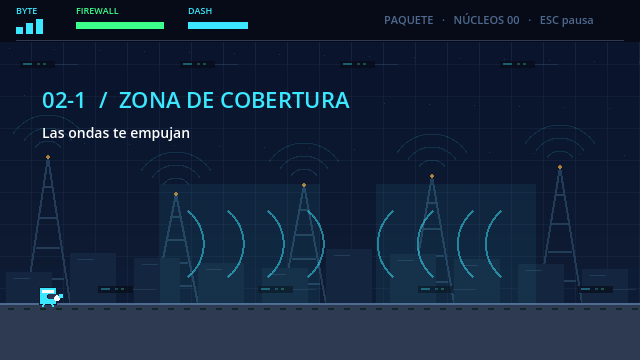 BYTE
FIREWALL
DASH
PAQUETE · NÚCLEOS 00 · ESC pausa
02-1 / ZONA DE COBERTURA
Las ondas te empujan